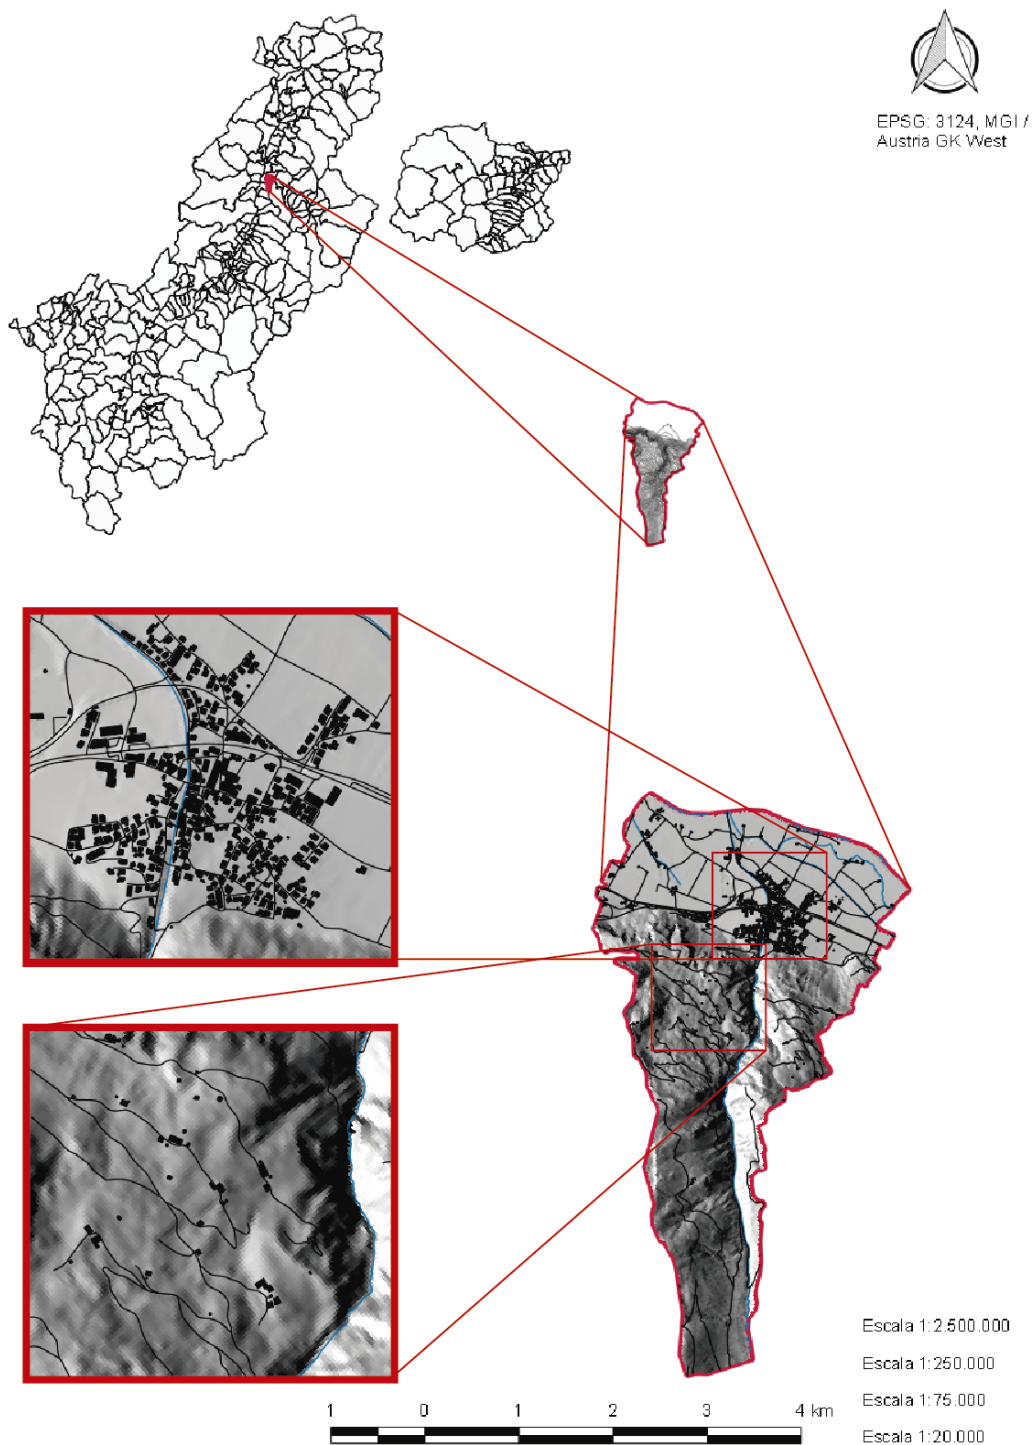 EPSG: 3124, MGI /
Austria GK West
Escala 1:2.500.000
Escala 1:250.000
Escala 1:75.000
Escala 1:20.000
1 0 1 2 3 4 km